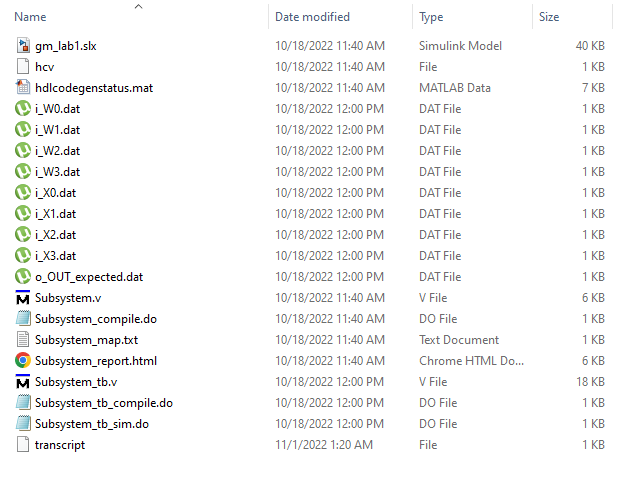 Name Date modified Type Size
gm_lab1.slx 10/18/2022 11:40 AM Simulink Model 40 KB
hcv 10/18/2022 11:40 AM File 1 KB
hdlcodegenstatus.mat 10/18/2022 11:40 AM MATLAB Data 7 KB
i_W0.dat 10/18/2022 12:00 PM DAT File 1 KB
i_W1.dat 10/18/2022 12:00 PM DAT File 1 KB
i_W2.dat 10/18/2022 12:00 PM DAT File 1 KB
i_W3.dat 10/18/2022 12:00 PM DAT File 1 KB
i_X0.dat 10/18/2022 12:00 PM DAT File 1 KB
i_X1.dat 10/18/2022 12:00 PM DAT File 1 KB
i_X2.dat 10/18/2022 12:00 PM DAT File 1 KB
i_X3.dat 10/18/2022 12:00 PM DAT File 1 KB
o_OUT_expected.dat 10/18/2022 12:00 PM DAT File 1 KB
Subsystem.v 10/18/2022 11:40 AM V File 6 KB
Subsystem_compile.do 10/18/2022 11:40 AM DO File 1 KB
Subsystem_map.txt 10/18/2022 11:40 AM Text Document 1 KB
Subsystem_report.html 10/18/2022 11:40 AM Chrome HTML Do... 6 KB
Subsystem_tb.v 10/18/2022 12:00 PM V File 18 KB
Subsystem_tb_compile.do 10/18/2022 12:00 PM DO File 1 KB
Subsystem_tb_sim.do 10/18/2022 12:00 PM DO File 1 KB
transcript 11/1/2022 1:20 AM File 1 KB